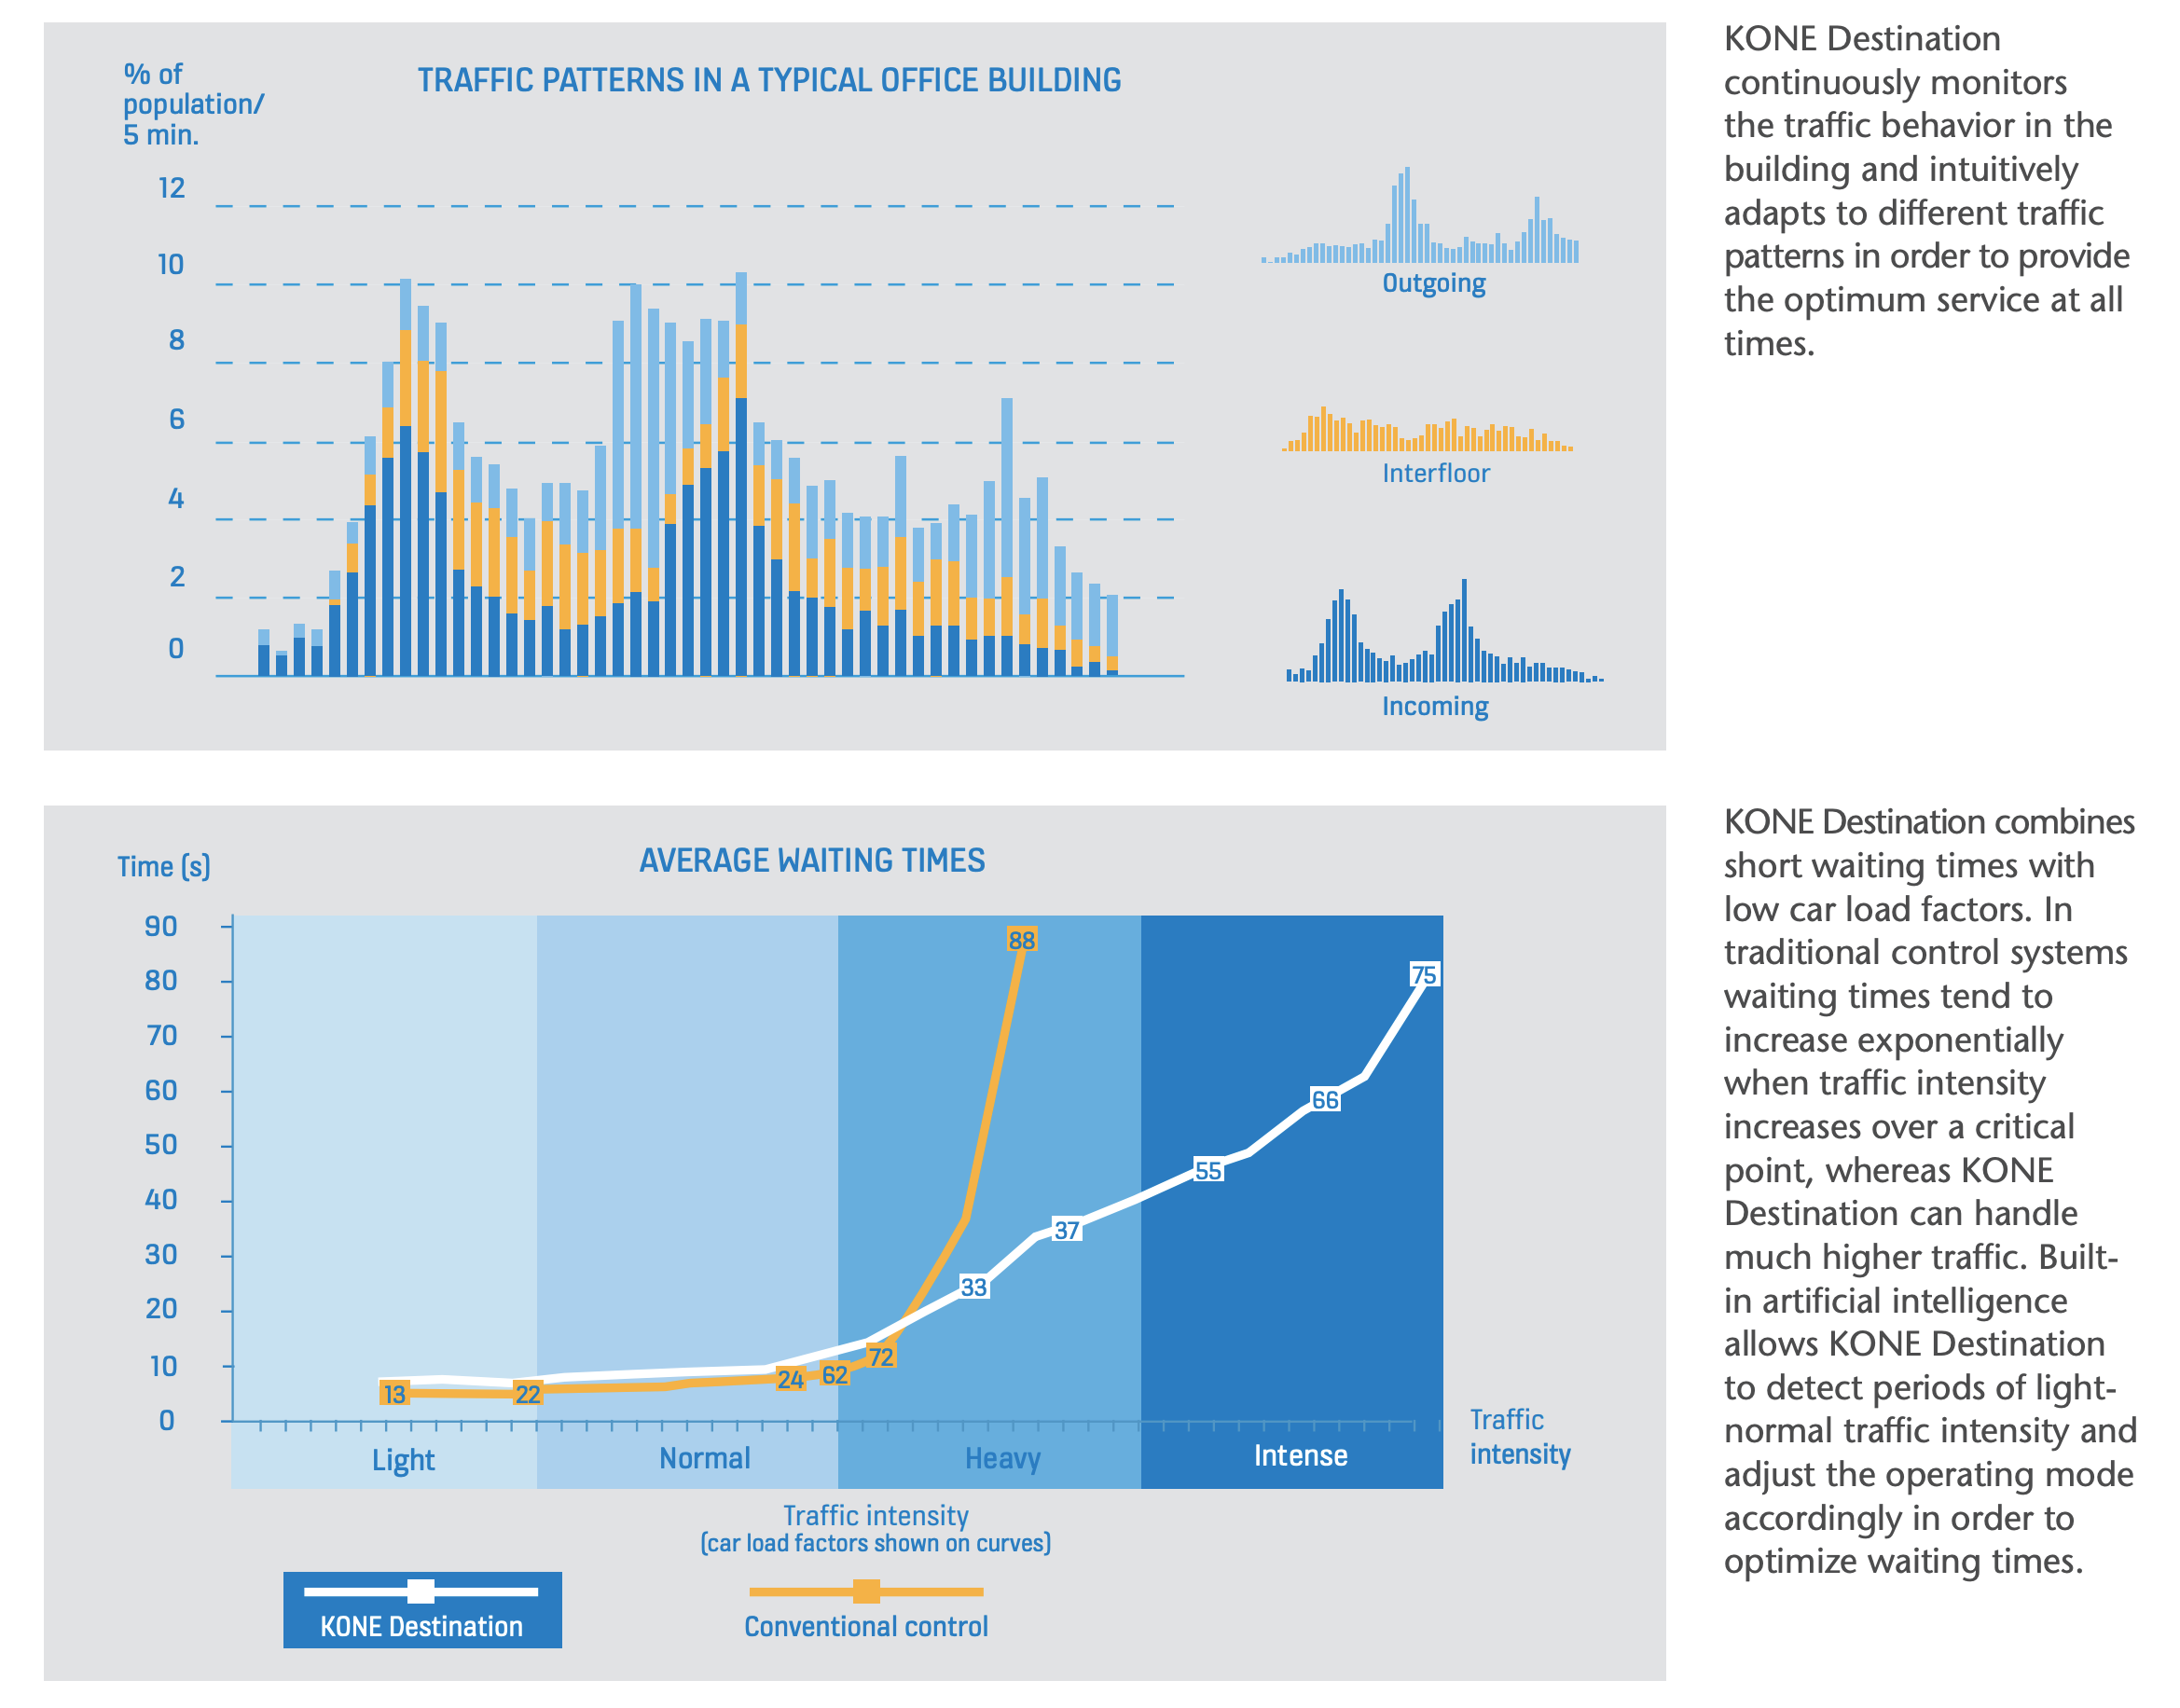 % of
population/
5 min.
TRAFFIC PATTERNS IN A TYPICAL OFFICE BUILDING
12
10
8
6
4
2
0
Outgoing
Interfloor
Incoming
KONE Destination
continuously monitors
the traffic behavior in the
building and intuitively
adapts to different traffic
patterns in order to provide
the optimum service at all
times.
Time (s)
AVERAGE WAITING TIMES
90
80
70
60
50
40
30
20
10
0
88
75
66
55
37
33
72
62
24
22
13
Light
Normal
Heavy
Intense
Traffic
intensity
Traffic intensity
(car load factors shown on curves)
KONE Destination
Conventional control
KONE Destination combines
short waiting times with
low car load factors. In
traditional control systems
waiting times tend to
increase exponentially
when traffic intensity
increases over a critical
point, whereas KONE
Destination can handle
much higher traffic. Built-
in artificial intelligence
allows KONE Destination
to detect periods of light-
normal traffic intensity and
adjust the operating mode
accordingly in order to
optimize waiting times.